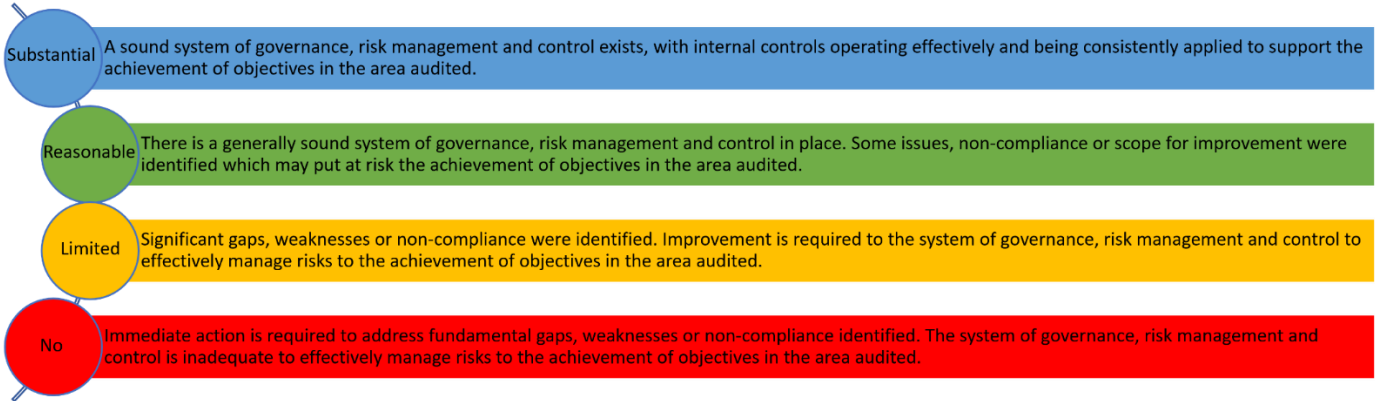 Substantial
A sound system of governance, risk management and control exists, with internal controls operating effectively and being consistently applied to support the
achievement of objectives in the area audited.
Reasonable
There is a generally sound system of governance, risk management and control in place. Some issues, non-compliance or scope for improvement were
identified which may put at risk the achievement of objectives in the area audited.
Limited
Significant gaps, weaknesses or non-compliance were identified. Improvement is required to the system of governance, risk management and control to
effectively manage risks to the achievement of objectives in the area audited.
No
Immediate action is required to address fundamental gaps, weaknesses or non-compliance identified. The system of governance, risk management and
control is inadequate to effectively manage risks to the achievement of objectives in the area audited.